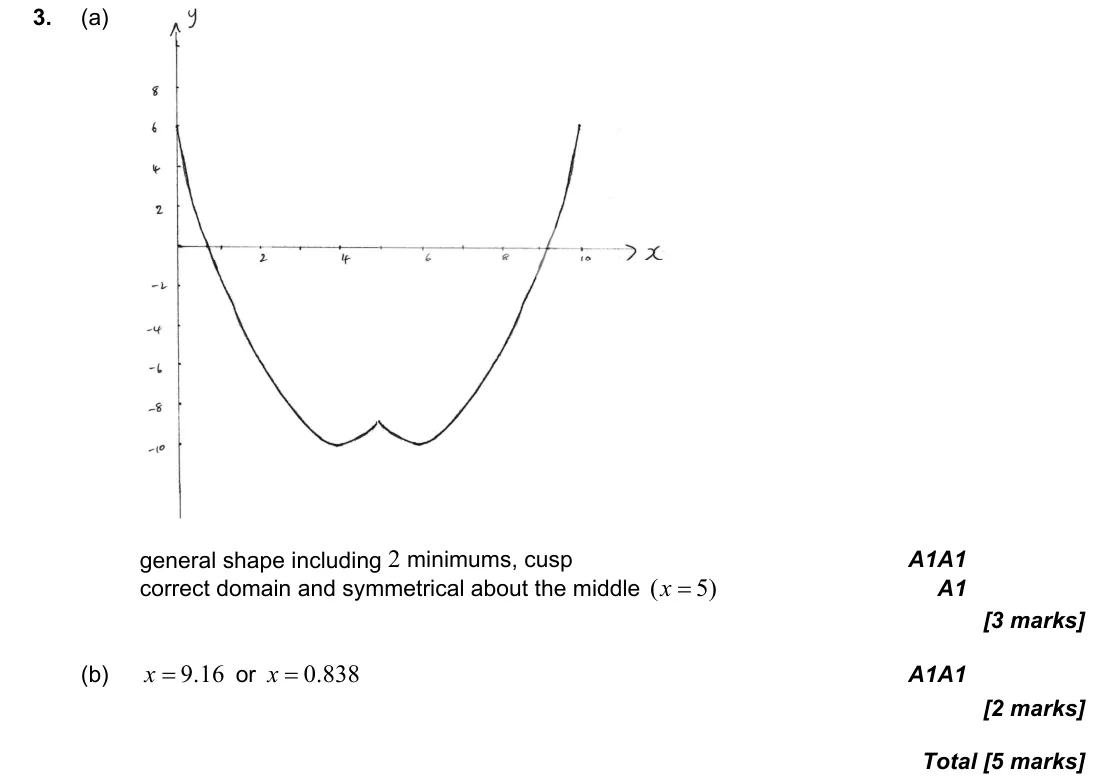 3. (a)
y
8
6
4
2
2 4 6 8 10 x
-2
-4
-6
-8
-10
general shape including 2 minimums, cusp A1A1
correct domain and symmetrical about the middle (x = 5) A1
[3 marks]
(b) x = 9.16 or x = 0.838 A1A1
[2 marks]
Total [5 marks]